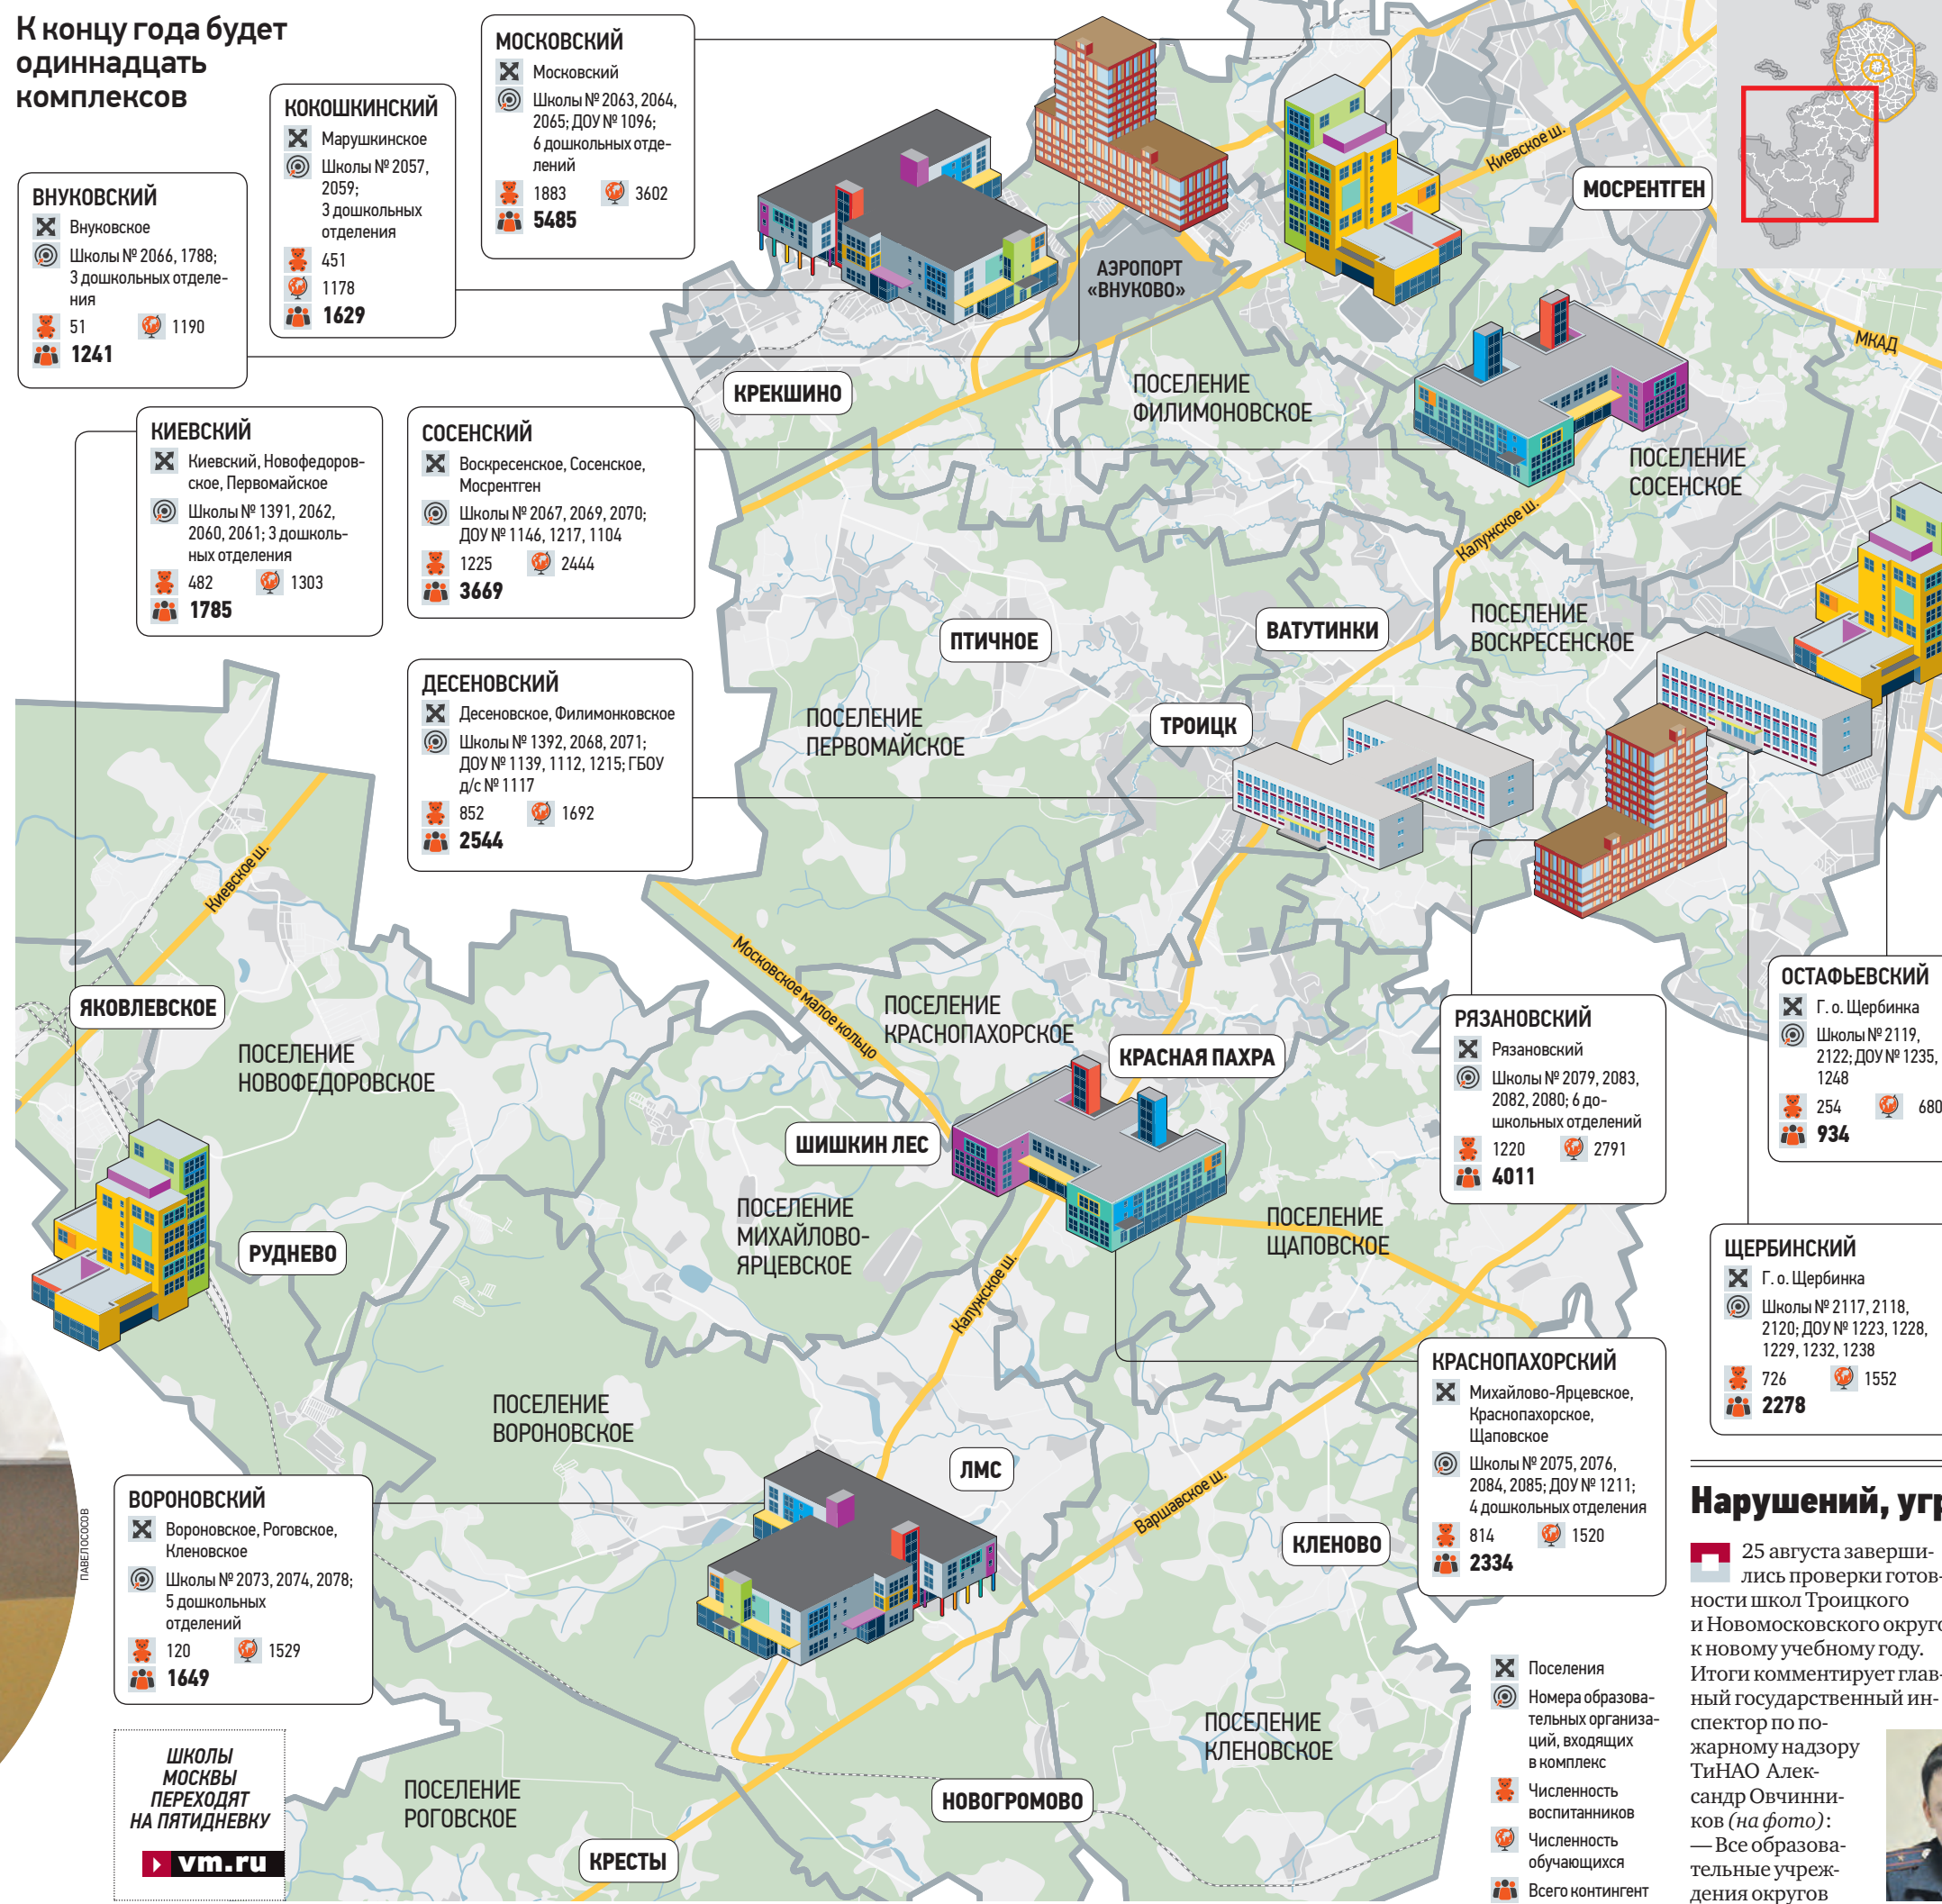 К концу года будет
одиннадцать
комплексов
ВНУКОВСКИЙ
Внуковское
Школы № 2066, 1788;
3 дошкольных отделе-
ния
51 1190
1241
КОКОШКИНСКИЙ
Марушкинское
Школы № 2057,
2059;
3 дошкольных
отделения
451
1178
1629
МОСКОВСКИЙ
Московский
Школы № 2063, 2064,
2065; ДОУ № 1096;
6 дошкольных отде-
лений
1883 3602
5485
КИЕВСКИЙ
Киевский, Новофедоров-
ское, Первомайское
Школы № 1391, 2062,
2060, 2061; 3 дошколь-
ных отделения
482 1303
1785
СОСЕНСКИЙ
Воскресенское, Сосенское,
Мосрентген
Школы № 2067, 2069, 2070;
ДОУ № 1146, 1217, 1104
1225 2444
3669
ДЕСЕНОВСКИЙ
Десеновское, Филимонковское
Школы № 1392, 2068, 2071;
ДОУ № 1139, 1112, 1215; ГБОУ
д/с № 1117
852 1692
2544
АЭРОПОРТ
«ВНУКОВО»
Киевское ш.
МОСРЕНТГЕН
МКАД
КРЕКШИНО
ПОСЕЛЕНИЕ
ФИЛИМОНОВСКОЕ
ПОСЕЛЕНИЕ
СОСЕНСКОЕ
Калужское ш.
ПТИЧНОЕ
ВАТУТИНКИ
ПОСЕЛЕНИЕ
ВОСКРЕСЕНСКОЕ
ПОСЕЛЕНИЕ
ПЕРВОМАЙСКОЕ
ТРОИЦК
Киевское ш.
Московское малое кольцо
ЯКОВЛЕВСКОЕ
ПОСЕЛЕНИЕ
НОВОФЕДОРОВСКОЕ
ПОСЕЛЕНИЕ
КРАСНОПАХОРСКОЕ
КРАСНАЯ ПАХРА
ШИШКИН ЛЕС
РУДНЕВО
ПОСЕЛЕНИЕ
МИХАЙЛОВО-
ЯРЦЕВСКОЕ
ПОСЕЛЕНИЕ
ЩАПОВСКОЕ
Калужское ш.
ПОСЕЛЕНИЕ
ВОРОНОВСКОЕ
ЛМС
Варшавское ш.
КЛЕНОВО
ПОСЕЛЕНИЕ
КЛЕНОВСКОЕ
НОВОГРОМОВО
ПОСЕЛЕНИЕ
РОГОВСКОЕ
КРЕСТЫ
РЯЗАНОВСКИЙ
Рязановский
Школы № 2079, 2083,
2082, 2080; 6 до-
школьных отделений
1220 2791
4011
ОСТАФЬЕВСКИЙ
Г. о. Щербинка
Школы № 2119,
2122; ДОУ № 1235,
1248
254 680
934
ЩЕРБИНСКИЙ
Г. о. Щербинка
Школы № 2117, 2118,
2120; ДОУ № 1223, 1228,
1229, 1232, 1238
726 1552
2278
КРАСНОПАХОРСКИЙ
Михайлово-Ярцевское,
Краснопахорское,
Щаповское
Школы № 2075, 2076,
2084, 2085; ДОУ № 1211;
4 дошкольных отделения
814 1520
2334
ВОРОНОВСКИЙ
Вороновское, Роговское,
Кленовское
Школы № 2073, 2074, 2078;
5 дошкольных
отделений
120 1529
1649
ПАВЕЛ ОСОСОВ
ШКОЛЫ
МОСКВЫ
ПЕРЕХОДЯТ
НА ПЯТИДНЕВКУ
vm.ru
Поселения
Номера образова-
тельных организа-
ций, входящих
в комплекс
Численность
воспитанников
Численность
обучающихся
Всего контингент
Нарушений, угр
25 августа заверши-
лись проверки готов-
ности школ Троицкого
и Новомосковского округо
к новому учебному году.
Итоги комментирует глав-
ный государственный ин-
спектор по по-
жарному надзору
ТиНАО Алек-
сандр Овчинни-
ков (на фото):
— Все образова-
тельные учреж-
дения округов